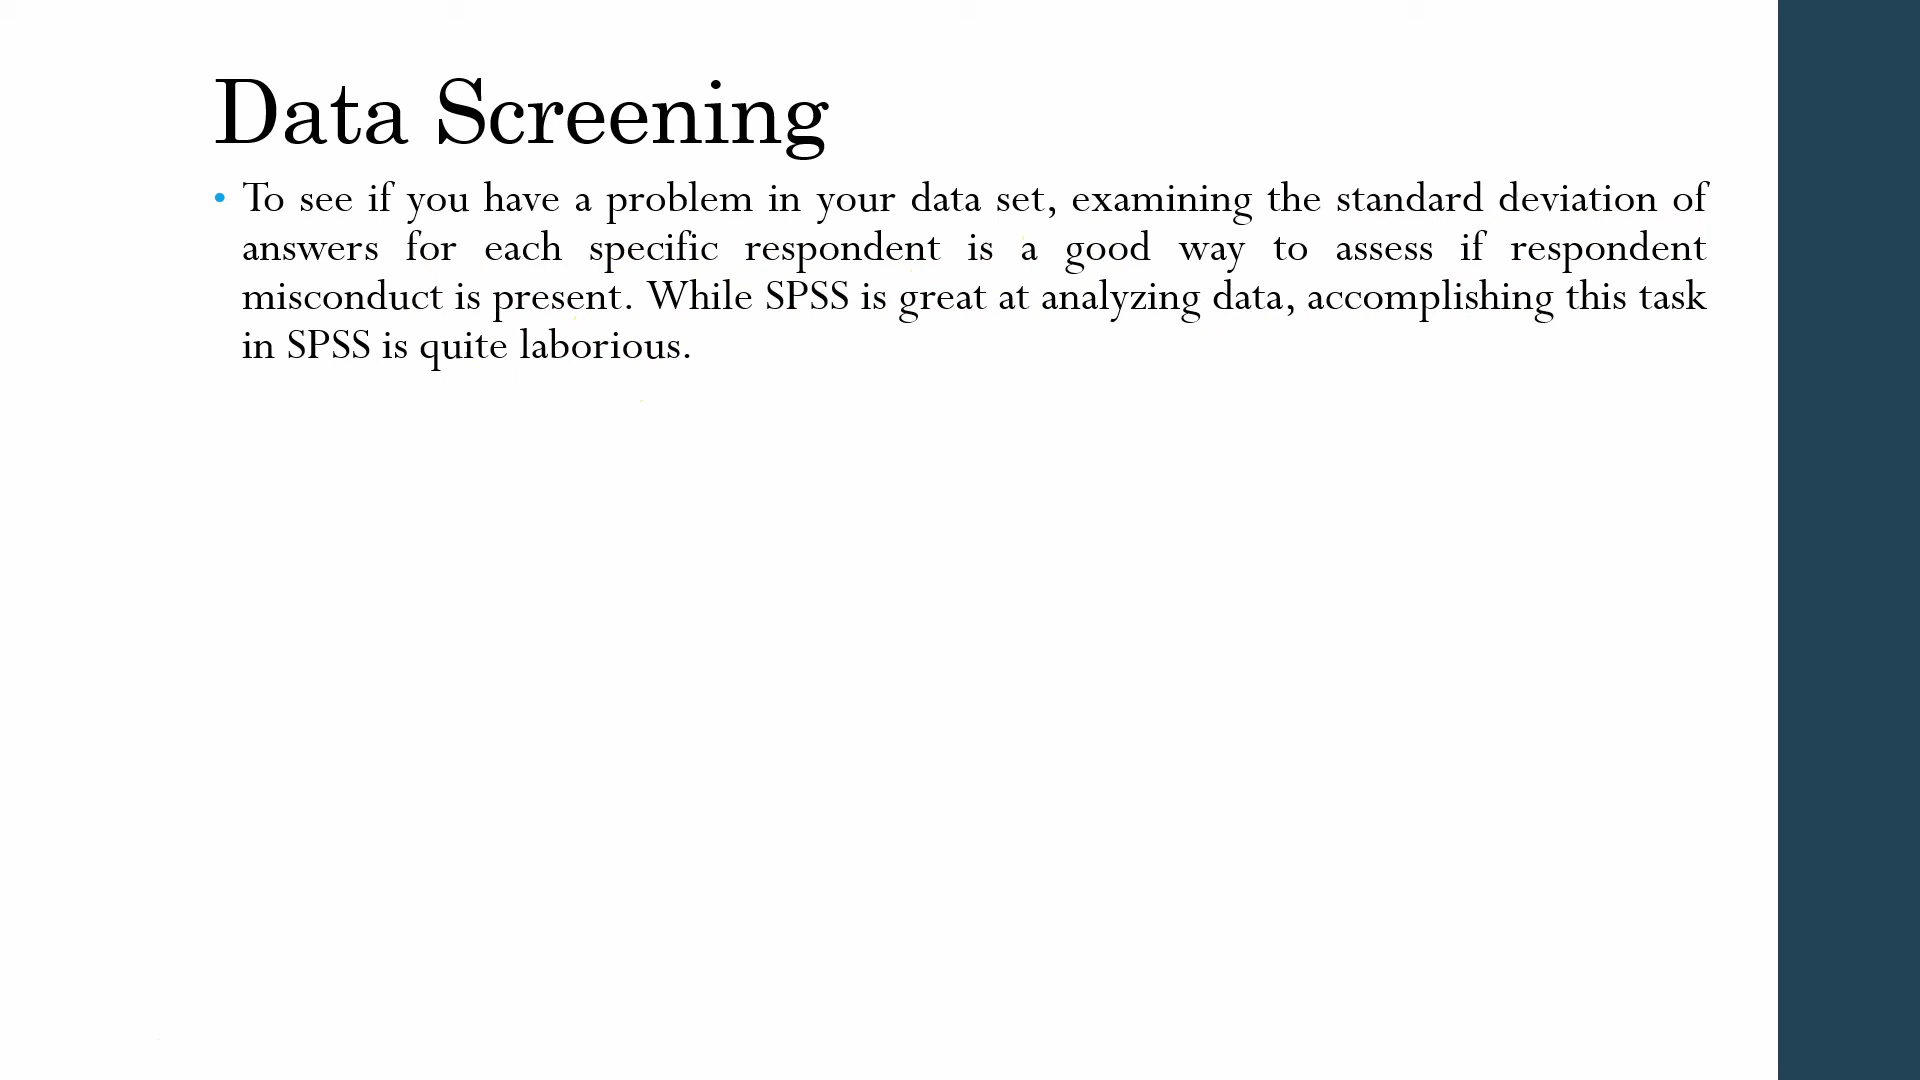 Data Screening
• To see if you have a problem in your data set, examining the standard deviation of
answers for each specific respondent is a good way to assess if respondent
misconduct is present. While SPSS is great at analyzing data, accomplishing this task
in SPSS is quite laborious.